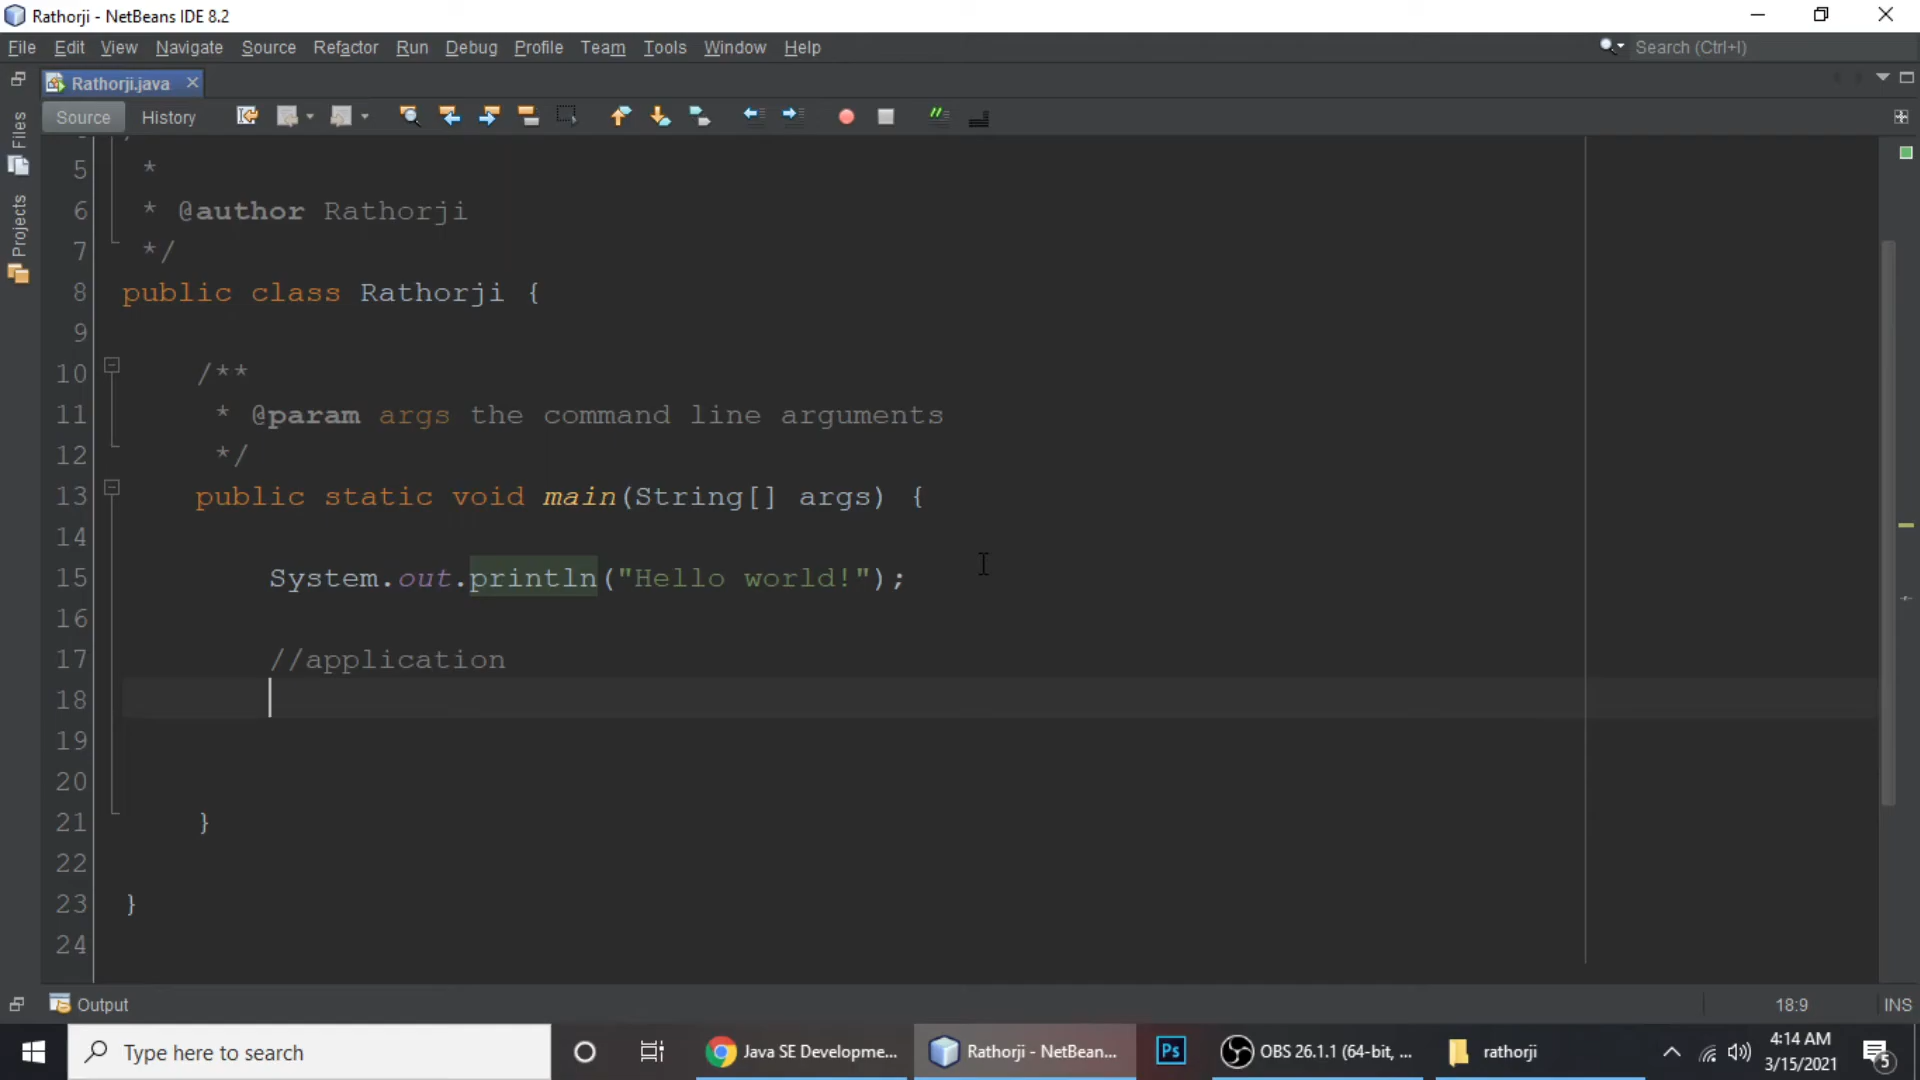 Rathorji - NetBeans IDE 8.2
File Edit View Navigate Source Refactor Run Debug Profile Team Tools Window Help Search (Ctrl+I)
Rathorji.java
Source History
Files
Projects
5 *
6 * @author Rathorji
7 */
8 public class Rathorji {
9
10 /**
11 * @param args the command line arguments
12 */
13 public static void main(String[] args) {
14
15 System.out.println("Hello world!");
16
17 //application
18
19
20
21 }
22
23 }
24
Output 18:9 INS
Type here to search Java SE Developme... Rathorji - NetBean... Ps OBS 26.1.1 (64-bit, ... rathorji 4:14 AM
3/15/2021 5